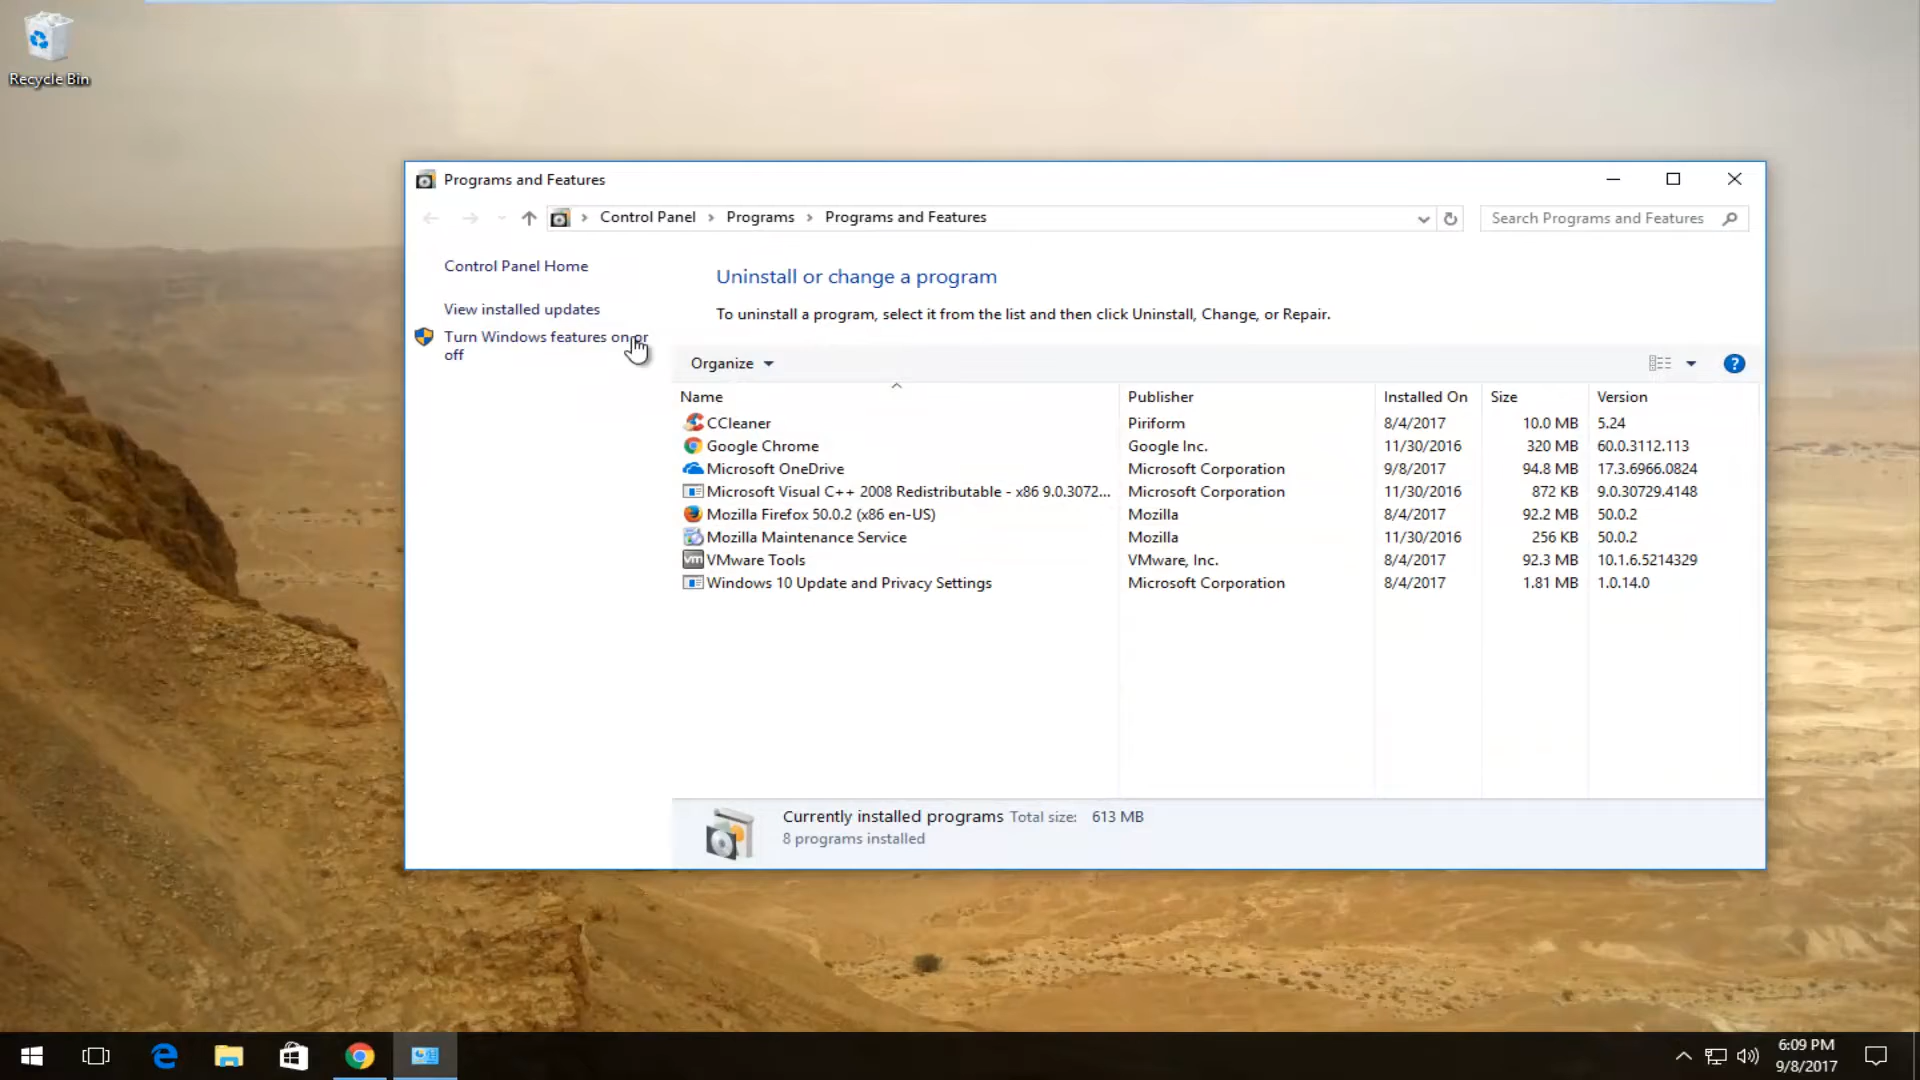 Recycle Bin
Programs and Features
Control Panel Programs Programs and Features
Search Programs and Features
Control Panel Home
View installed updates
Turn Windows features on or
off
Uninstall or change a program
To uninstall a program, select it from the list and then click Uninstall, Change, or Repair.
Organize
?
Name Publisher Installed On Size Version
CCleaner Piriform 8/4/2017 10.0 MB 5.24
Google Chrome Google Inc. 11/30/2016 320 MB 60.0.3112.113
Microsoft OneDrive Microsoft Corporation 9/8/2017 94.8 MB 17.3.6966.0824
Microsoft Visual C++ 2008 Redistributable - x86 9.0.3072... Microsoft Corporation 11/30/2016 872 KB 9.0.30729.4148
Mozilla Firefox 50.0.2 (x86 en-US) Mozilla 8/4/2017 92.2 MB 50.0.2
Mozilla Maintenance Service Mozilla 11/30/2016 256 KB 50.0.2
vm VMware Tools VMware, Inc. 8/4/2017 92.3 MB 10.1.6.5214329
Windows 10 Update and Privacy Settings Microsoft Corporation 8/4/2017 1.81 MB 1.0.14.0
Currently installed programs Total size: 613 MB
8 programs installed
6:09 PM
9/8/2017